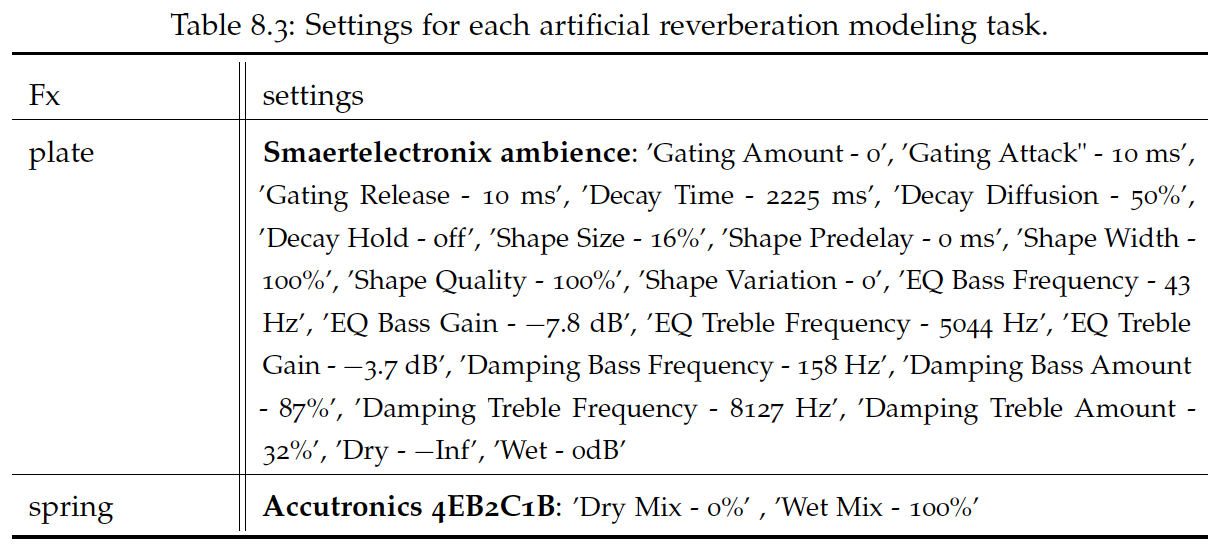 Table 8.3: Settings for each artificial reverberation modeling task.
Fx settings
plate Smaertelectronix ambience: ’Gating Amount - 0’, ’Gating Attack" - 10 ms’,
’Gating Release - 10 ms’, ’Decay Time - 2225 ms’, ’Decay Diffusion - 50%’,
’Decay Hold - off’, ’Shape Size - 16%’, ’Shape Predelay - 0 ms’, ’Shape Width -
100%’, ’Shape Quality - 100%’, ’Shape Variation - 0’, ’EQ Bass Frequency - 43
Hz’, ’EQ Bass Gain - −7.8 dB’, ’EQ Treble Frequency - 5044 Hz’, ’EQ Treble
Gain - −3.7 dB’, ’Damping Bass Frequency - 158 Hz’, ’Damping Bass Amount
- 87%’, ’Damping Treble Frequency - 8127 Hz’, ’Damping Treble Amount -
32%’, ’Dry - −Inf’, ’Wet - 0dB’
spring Accutronics 4EB2C1B: ’Dry Mix - 0%’ , ’Wet Mix - 100%’